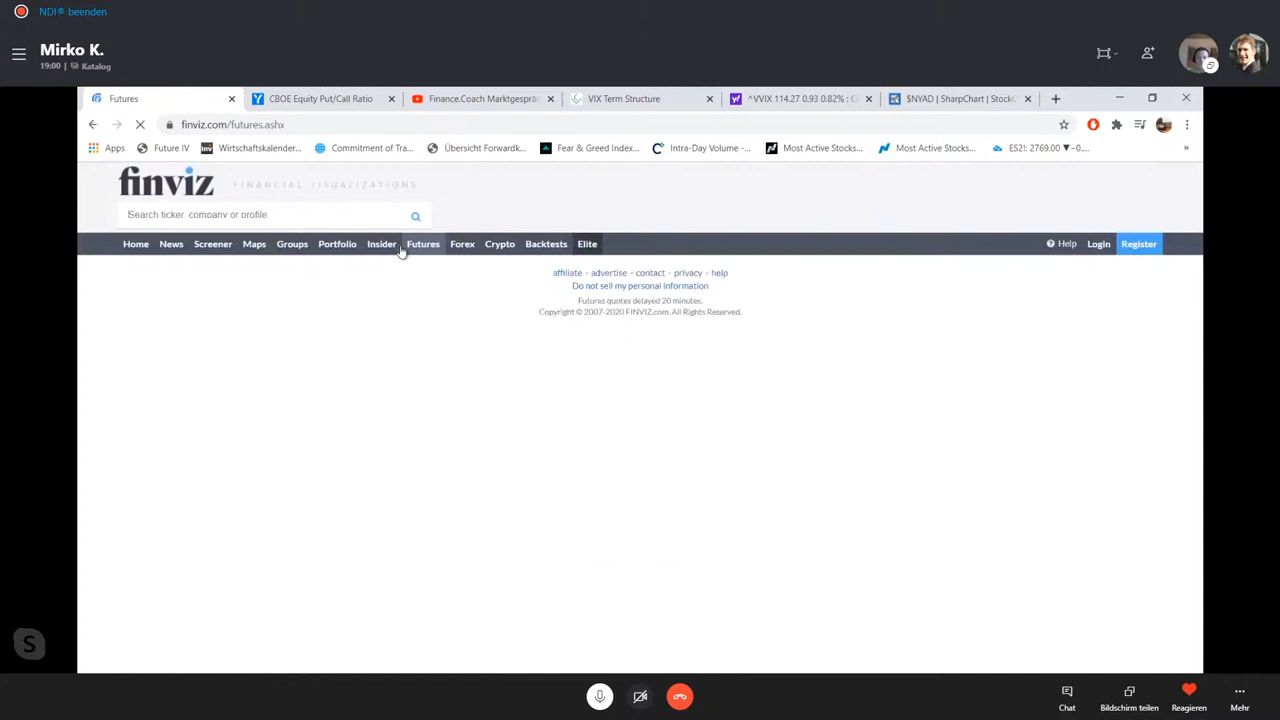 NDI® beenden
Mirko K.
19:00 | Katalog
Futures
CBOE Equity Put/Call Ratio
Finance.Coach Marktgespräc
VIX Term Structure
^VVIX 114.27 0.93 0.82% : C
$NYAD | SharpChart | StockC
finviz.com/futures.ashx
Apps
Future IV
Wirtschaftskalender...
Commitment of Tra...
Übersicht Forwardk...
Fear & Greed Index...
Intra-Day Volume -...
Most Active Stocks...
Most Active Stocks...
ES2!: 2769.00 ▼−0....
»
finviz
FINANCIAL VISUALIZATIONS
Search ticker, company or profile
Home News Screener Maps Groups Portfolio Insider Futures Forex Crypto Backtests Elite Help Login Register
affiliate • advertise • contact • privacy • help
Do not sell my personal information
Futures quotes delayed 20 minutes.
Copyright © 2007-2020 FINVIZ.com. All Rights Reserved.
S
Chat
Bildschirm teilen
Reagieren
Mehr